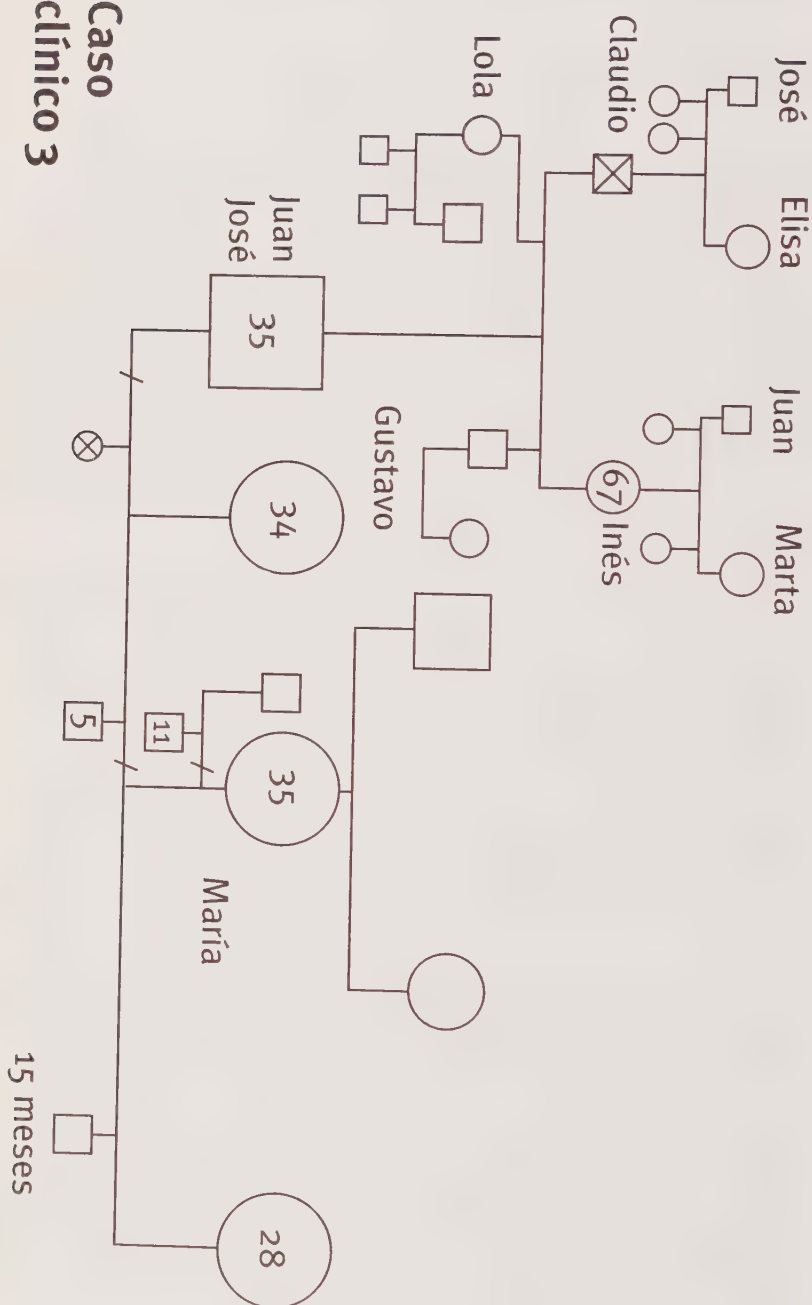 Caso
clínico 3
José
Elisa
Juan
Marta
Claudio
67
Inés
Lola
Gustavo
Juan
José
35
34
35
11
5
María
28
15 meses